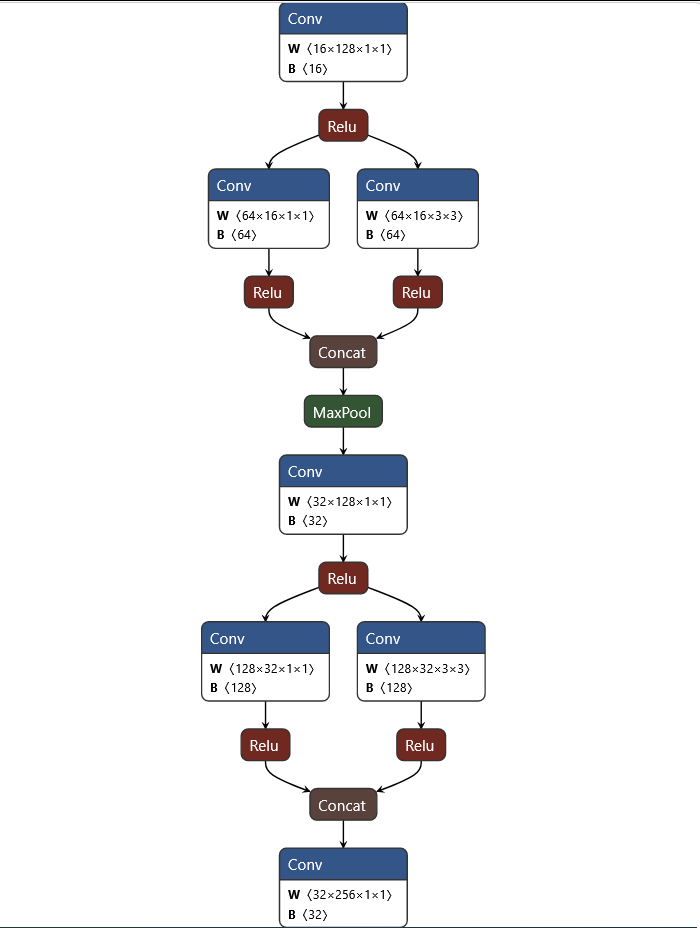 Conv
W 〈16×128×1×1〉
B 〈16〉
Relu
Conv
W 〈64×16×1×1〉
B 〈64〉
Conv
W 〈64×16×3×3〉
B 〈64〉
Relu
Relu
Concat
MaxPool
Conv
W 〈32×128×1×1〉
B 〈32〉
Relu
Conv
W 〈128×32×1×1〉
B 〈128〉
Conv
W 〈128×32×3×3〉
B 〈128〉
Relu
Relu
Concat
Conv
W 〈32×256×1×1〉
B 〈32〉